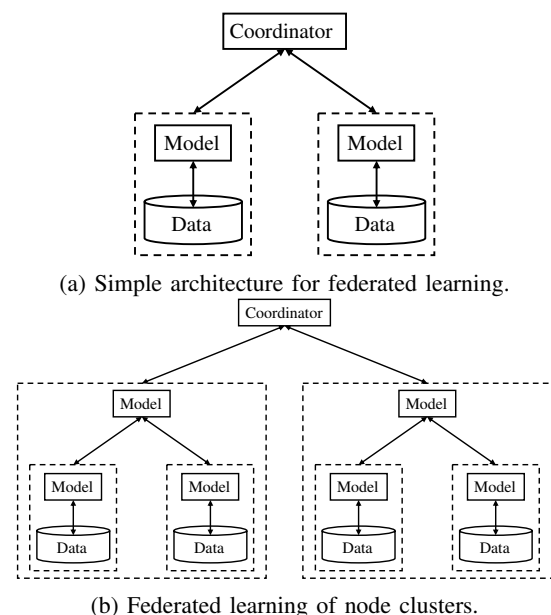 Coordinator
Model Model
Data Data
(a) Simple architecture for federated learning.
Coordinator
Model Model
Model Model Model Model
Data Data Data Data
(b) Federated learning of node clusters.